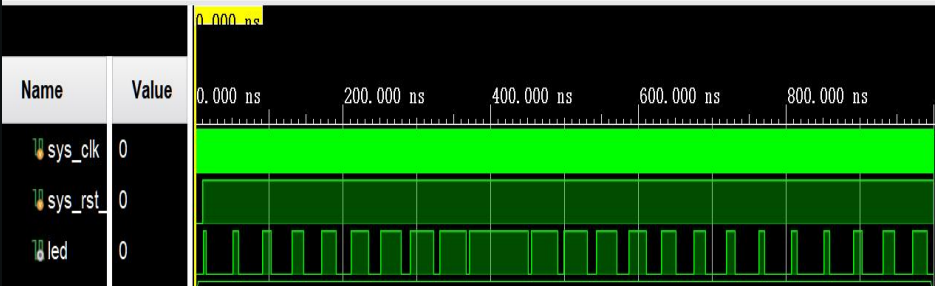 0.000 ns
Name Value
0.000 ns 200.000 ns 400.000 ns 600.000 ns 800.000 ns
sys_clk 0
sys_rst_ 0
led 0